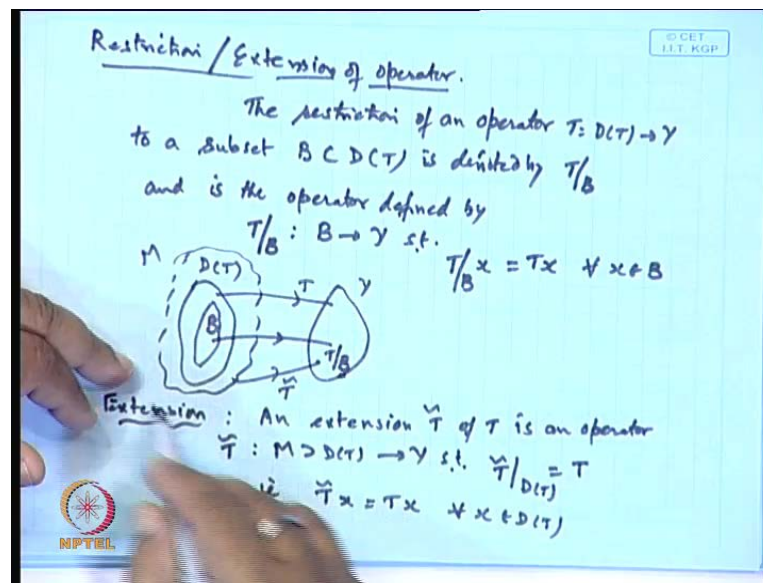 Restriction / Extension of operator.
© CET
I.I.T. KGP
The restriction of an operator T: D(T) → Y
to a subset B ⊂ D(T) is denoted by T/B
and is the operator defined by
T/B : B → Y s.t.
T/B x = Tx ∀ x ∈ B
M D(T) T Y
B
T/B
T̃
Extension : An extension T̃ of T is an operator
T̃ : M ⊃ D(T) → Y s.t. T̃/D(T) = T
T̃x = Tx ∀ x ∈ D(T)
NPTEL